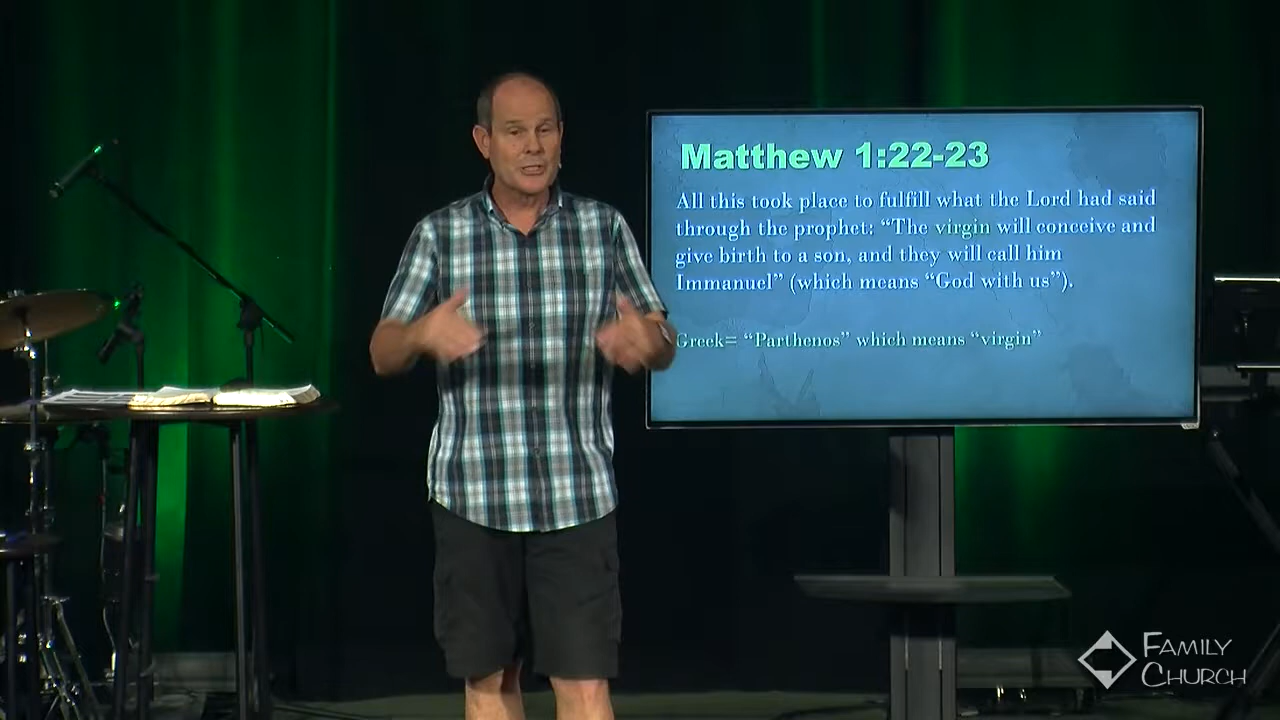 Matthew 1:22-23
All this took place to fulfill what the Lord had said
through the prophet: “The virgin will conceive and
give birth to a son, and they will call him
Immanuel” (which means “God with us”).
Greek= “Parthenos” which means “virgin”
FAMILY
CHURCH